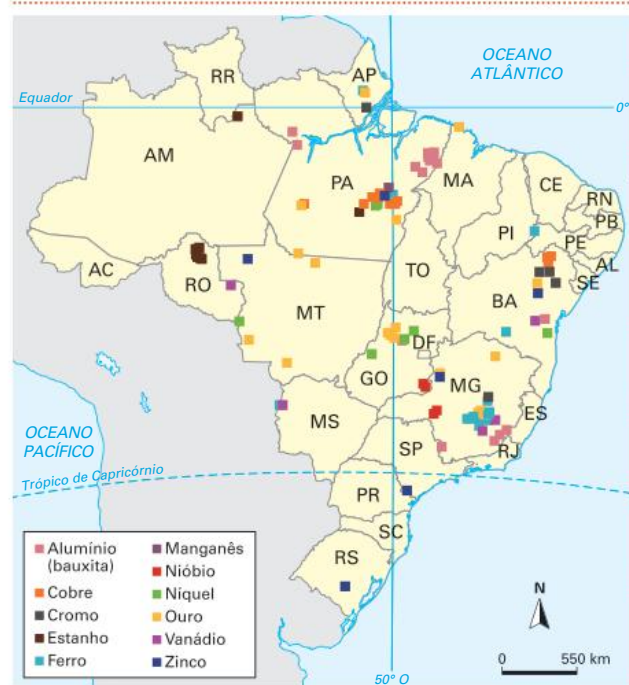 OCEANO
ATLÂNTICO
RR
AP
Equador
0°
AM
PA
MA
CE
RN
PB
PI
PE
AL
SE
AC
TO
RO
BA
MT
DF
GO
MG
ES
MS
OCEANO
PACÍFICO
SP
RJ
Trópico de Capricórnio
PR
SC
RS
Alumínio
(bauxita)
Cobre
Cromo
Estanho
Ferro
Manganês
Nióbio
Níquel
Ouro
Vanádio
Zinco
N
0 550 km
50° O